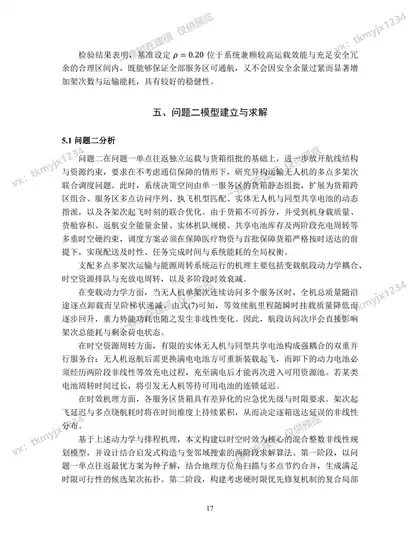 检验结果表明，基准设定 ρ = 0.20 位于系统兼顾较高运载效能与充足安全冗
余的合理区间内，既能够保证全部服务区可通航，又不会因安全余量过紧而显著增
加架次数与运输能耗，具有较好的稳健性。
五、问题二模型建立与求解
5.1 问题二分析
问题二在问题一单点往返独立运载与货箱组批的基础上，进一步放开航线结构
与资源约束，要求在不考虑通信保障的情形下，研究异构运输无人机的多点多架次
联合调度问题。此时，系统决策空间由单一服务区的货箱静态组批，扩展为货箱跨
区组合、服务区多点访问序列、执飞机型匹配、实体无人机与同型共享电池的动态
指派，以及各架次起飞时刻的联合优化。由于货箱不可拆分，并受到机身载质量、
货舱容积、返航安全能量余量、实体机队规模、共享电池库存及两阶段充电周转等
多重时空硬约束，调度方案必须在保障医疗物资与首批保障货箱严格按时送达的前
提下，实现配送及时性、任务完成时间与系统能耗的全局权衡。
支配多点多架次运输与能源周转系统运行的机理主要包括变载航段动力学耦合、
时空资源排队与充放电周转，以及多阶段时效衰减。
在变载动力学方面，当无人机单架次连续访问多个服务区时，全机总质量随沿
途逐点卸载而呈阶梯状递减。由式(7)可知，等效续航里程随瞬时挂载质量降低而
逐步回升，重力势能功耗也随之发生非线性变化。因此，航段访问次序会直接影响
架次总能耗与剩余荷电状态。
在时空资源周转方面，有限的实体无人机与同型共享电池构成强耦合的双重并
行服务台：无人机返航后需更换满电电池方可重新装载起飞，而卸下的动力电池必
须经历两阶段非线性等效充电过程，充至满电后才能再次进入可用资源池。若某类
电池周转时间过长，将引发无人机等待可用电池的连锁延迟。
在时效机理方面，各服务区货箱具有差异化的应急优先级与时限要求。架次起
飞延迟与多点绕航耗时将在时间维度上持续累积，从而决定逐箱送达延误的非线性
分布。
基于上述动力学与排程机理，本文构建以时空时效为核心的混合整数非线性规
划模型，并设计结合启发式构造与变邻域搜索的两阶段求解算法。第一阶段，以问
题一单点往返最优方案为种子解，结合地理方位角扫描与多点节约合并，生成满足
时限可行性的候选架次拓扑。第二阶段，构建考虑硬时限优先修复机制的复合局部
17
vx: tkmyjx1234
仅供预览